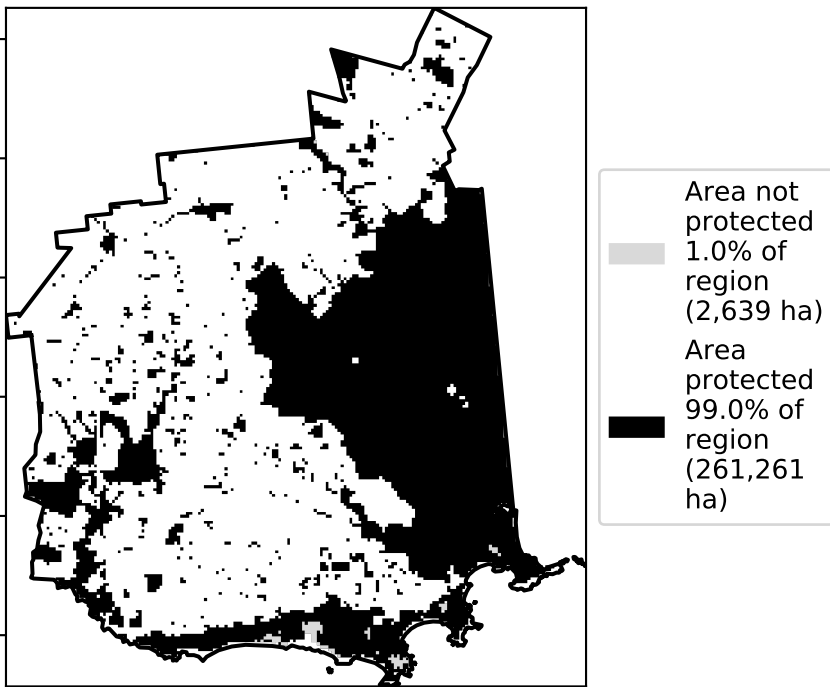 Area not
protected
1.0% of
region
(2,639 ha)
Area
protected
99.0% of
region
(261,261
ha)